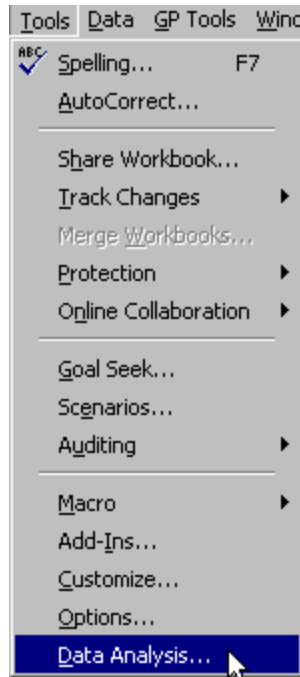 Tools Data GP Tools
ABC Spelling... F7
AutoCorrect...
Share Workbook...
Track Changes
Merge Workbooks...
Protection
Online Collaboration
Goal Seek...
Scenarios...
Auditing
Macro
Add-Ins...
Customize...
Options...
Data Analysis...